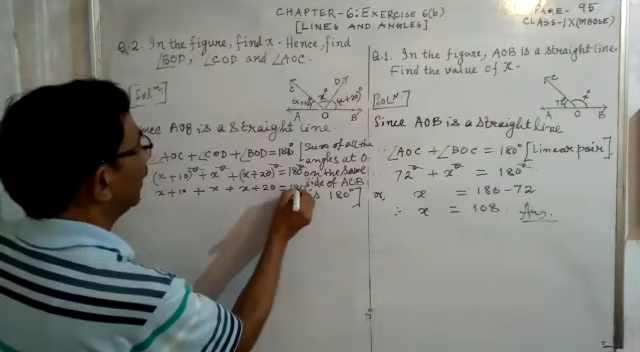 CHAPTER-6: EXERCISE 6(b)
[LINES AND ANGLES]
PAGE-95
CLASS-IX (MBOSE)
Q.2. In the figure, find x. Hence, find
∠BOD, ∠COD and ∠AOC.
[Solⁿ]
C
D
x°
(x+20)°
A
O
B
Since AOB is a straight line
∠AOC + ∠COD + ∠BOD = 180° [Sum of all the
angles at O
(x+10)° + x° + (x+20)° = 180° on the same
side of AOB
x + 10 + x + x + 20 = 180
is 180°]
Q.1. In the figure, AOB is a straight line.
Find the value of x.
[Solⁿ]
C
72°
x°
A
O
B
Since AOB is a straight line
∠AOC + ∠BOC = 180° [Linear pair]
72° + x° = 180°
x = 180 - 72
∴ x = 108. Ans.